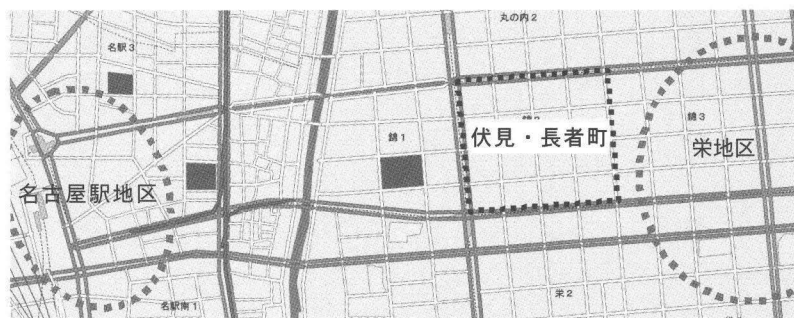 丸の内2
名駅3
錦1
伏見・長者町
錦3
栄地区
名古屋駅地区
栄2
名駅南1